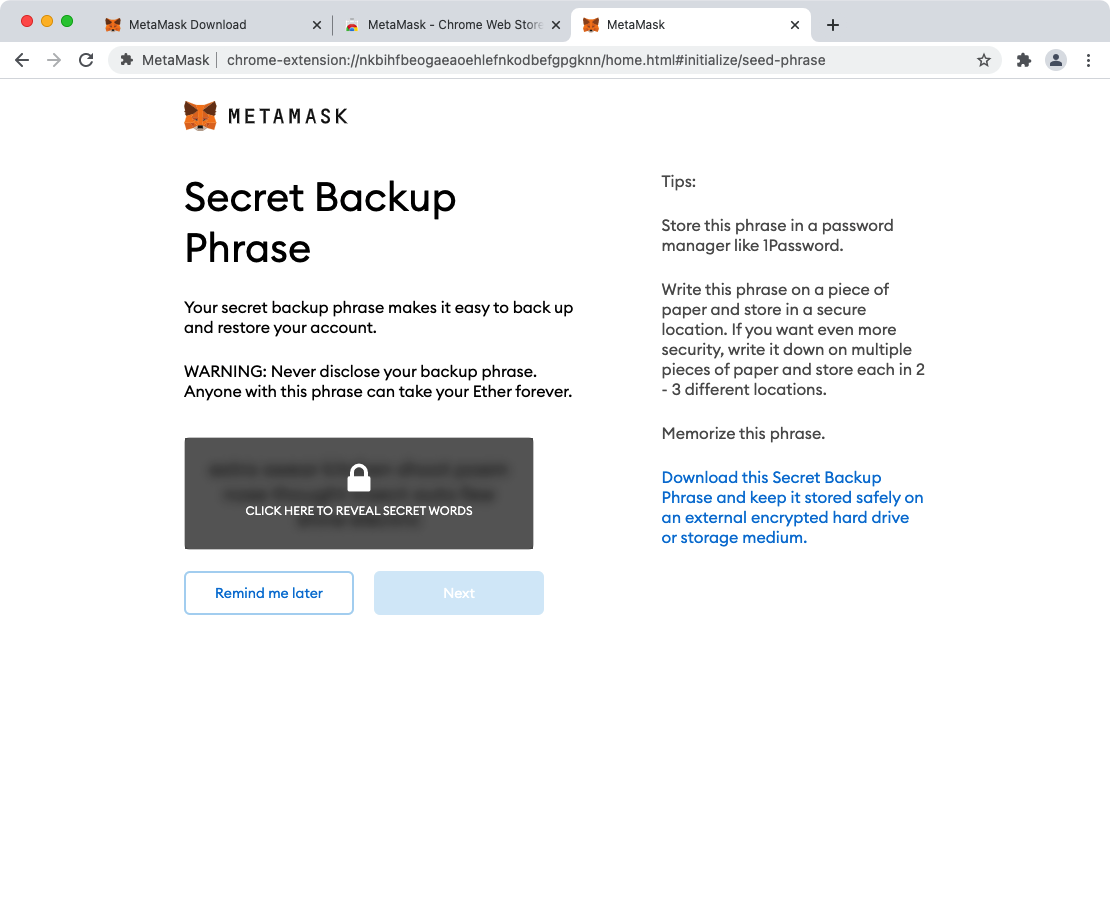 MetaMask Download
MetaMask - Chrome Web Store
MetaMask
MetaMask
chrome-extension://nkbihfbeogaeaoehlefnkodbefgpgknn/home.html#initialize/seed-phrase
METAMASK
Secret Backup
Phrase
Your secret backup phrase makes it easy to back up
and restore your account.
WARNING: Never disclose your backup phrase.
Anyone with this phrase can take your Ether forever.
CLICK HERE TO REVEAL SECRET WORDS
Remind me later
Next
Tips:
Store this phrase in a password
manager like 1Password.
Write this phrase on a piece of
paper and store in a secure
location. If you want even more
security, write it down on multiple
pieces of paper and store each in 2
- 3 different locations.
Memorize this phrase.
Download this Secret Backup
Phrase and keep it stored safely on
an external encrypted hard drive
or storage medium.